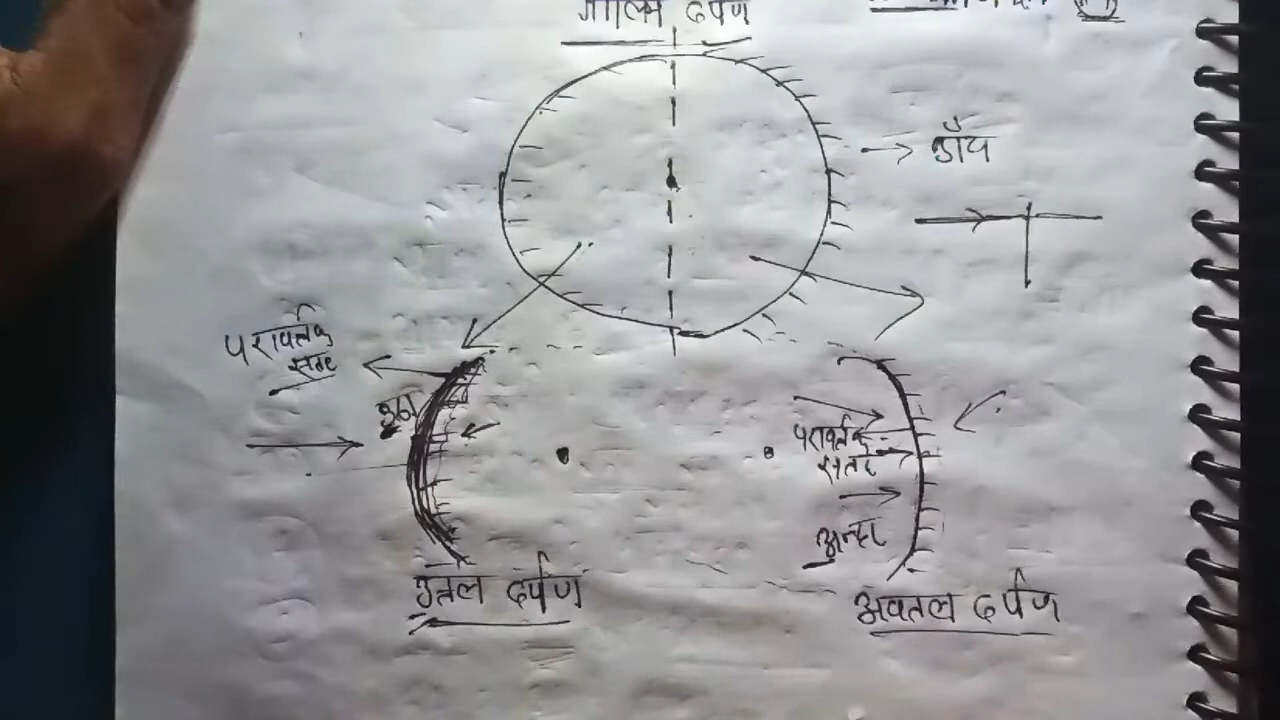 दर्पण
काँच
परावर्तक
सतह
परावर्तक
सतह
अन्दर
उत्तल दर्पण
अवतल दर्पण